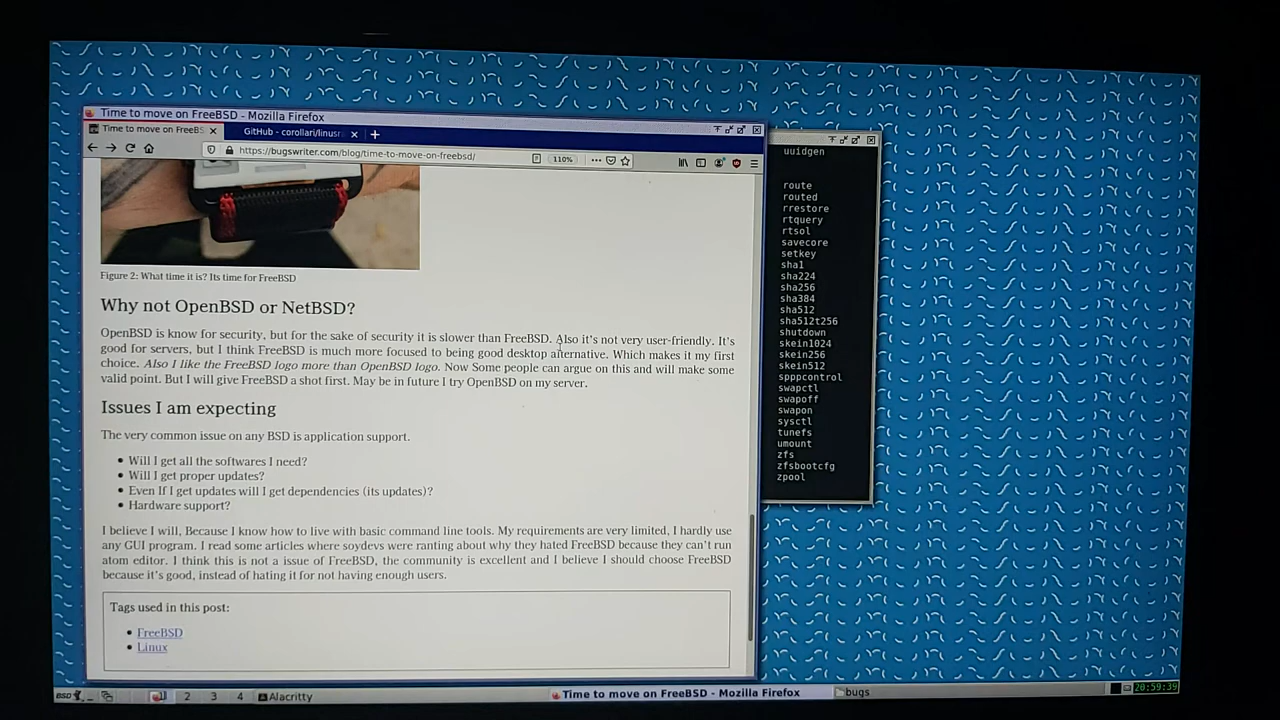 Time to move on FreeBSD - Mozilla Firefox
Time to move on FreeBS
GitHub - corollari/linusr
https://bugswriter.com/blog/time-to-move-on-freebsd/
110%
Figure 2: What time it is? Its time for FreeBSD
Why not OpenBSD or NetBSD?
OpenBSD is know for security, but for the sake of security it is slower than FreeBSD. Also it's not very user-friendly. It's
good for servers, but I think FreeBSD is much more focused to being good desktop alternative. Which makes it my first
choice. Also I like the FreeBSD logo more than OpenBSD logo. Now Some people can argue on this and will make some
valid point. But I will give FreeBSD a shot first. May be in future I try OpenBSD on my server.
Issues I am expecting
The very common issue on any BSD is application support.
Will I get all the softwares I need?
Will I get proper updates?
Even If I get updates will I get dependencies (its updates)?
Hardware support?
I believe I will, Because I know how to live with basic command line tools. My requirements are very limited, I hardly use
any GUI program. I read some articles where soydevs were ranting about why they hated FreeBSD because they can't run
atom editor. I think this is not a issue of FreeBSD, the community is excellent and I believe I should choose FreeBSD
because it's good, instead of hating it for not having enough users.
Tags used in this post:
FreeBSD
Linux
uuidgen
route
routed
rrestore
rtquery
rtsol
savecore
setkey
sha1
sha224
sha256
sha384
sha512
sha512t256
shutdown
skein1024
skein256
skein512
spppcontrol
swapctl
swapoff
swapon
sysctl
tunefs
umount
zfs
zfsbootcfg
zpool
BSD
2
3
4
Alacritty
Time to move on FreeBSD - Mozilla Firefox
bugs
20:59:39